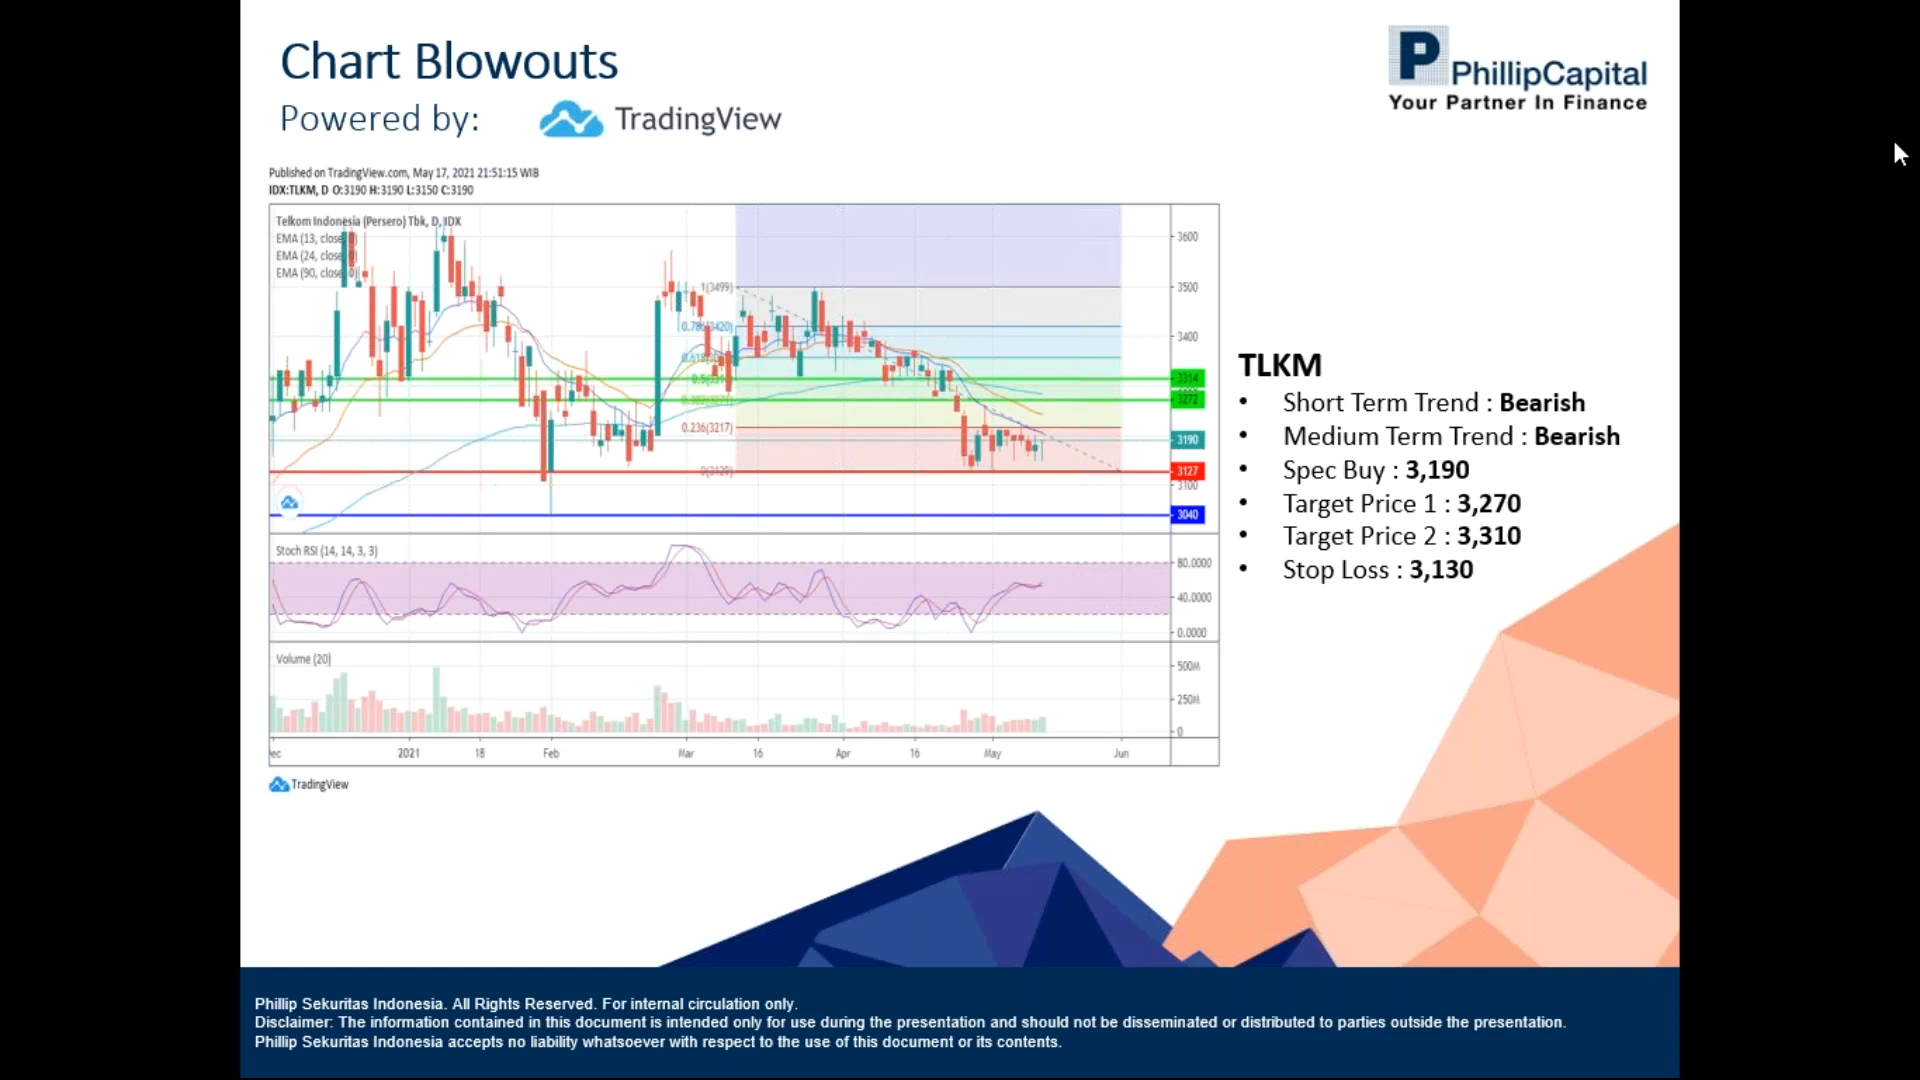 Chart Blowouts
Powered by:
TradingView
P PhillipCapital
Your Partner In Finance
Published on TradingView.com, May 17, 2021 21:51:15 WIB
IDX:TLKM, D O:3190 H:3190 L:3150 C:3190
Telkom Indonesia (Persero) Tbk, D, IDX
EMA (13, close, 0)
EMA (24, close, 0)
EMA (90, close, 0)
1(3499)
0.786(3420)
0.236(3217)
3600
3500
3400
3314
3272
3190
3127
3100
3040
Stoch RSI (14, 14, 3, 3)
80.0000
40.0000
0.0000
Volume (20)
500M
250M
0
2021
18
Feb
Mar
16
Apr
16
May
Jun
TradingView
TLKM
• Short Term Trend : Bearish
• Medium Term Trend : Bearish
• Spec Buy : 3,190
• Target Price 1 : 3,270
• Target Price 2 : 3,310
• Stop Loss : 3,130
Phillip Sekuritas Indonesia. All Rights Reserved. For internal circulation only.
Disclaimer: The information contained in this document is intended only for use during the presentation and should not be disseminated or distributed to parties outside the presentation.
Phillip Sekuritas Indonesia accepts no liability whatsoever with respect to the use of this document or its contents.